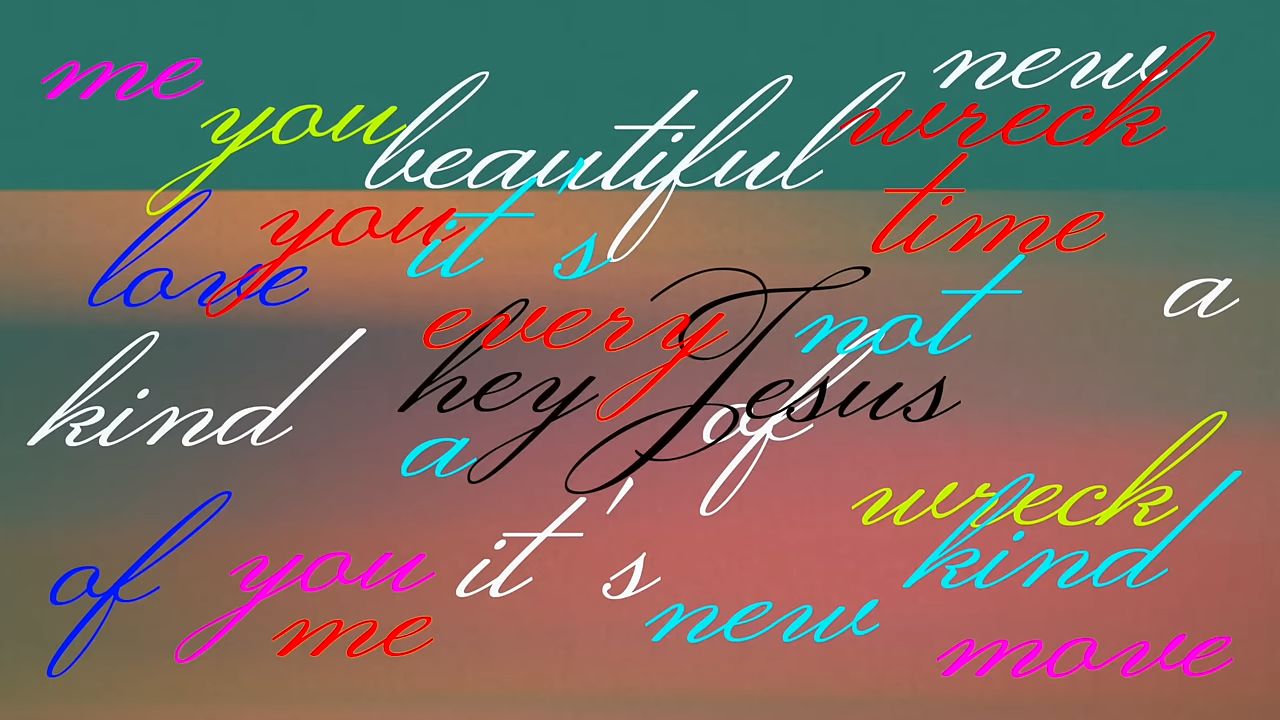 me
new
you
beautiful
wreck
you
it's
time
love
every
not
a
kind
hey Jesus
of
a
wreck
of
you
it's
kind
me
new
move